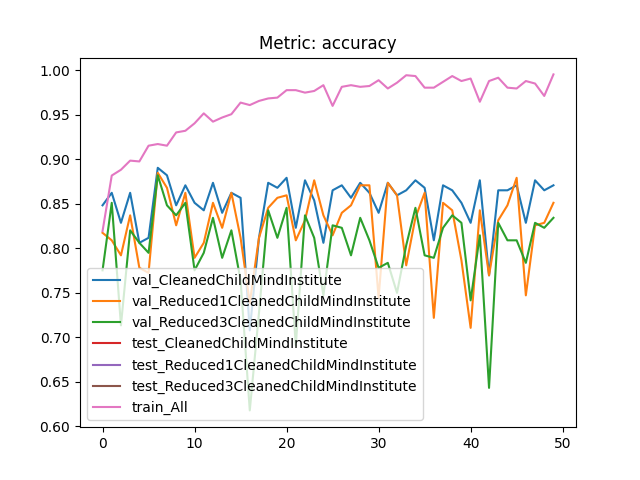 Metric: accuracy
1.00
0.95
0.90
0.85
0.80
0.75
0.70
0.65
0.60
val_CleanedChildMindInstitute
val_Reduced1CleanedChildMindInstitute
val_Reduced3CleanedChildMindInstitute
test_CleanedChildMindInstitute
test_Reduced1CleanedChildMindInstitute
test_Reduced3CleanedChildMindInstitute
train_All
0 10 20 30 40 50